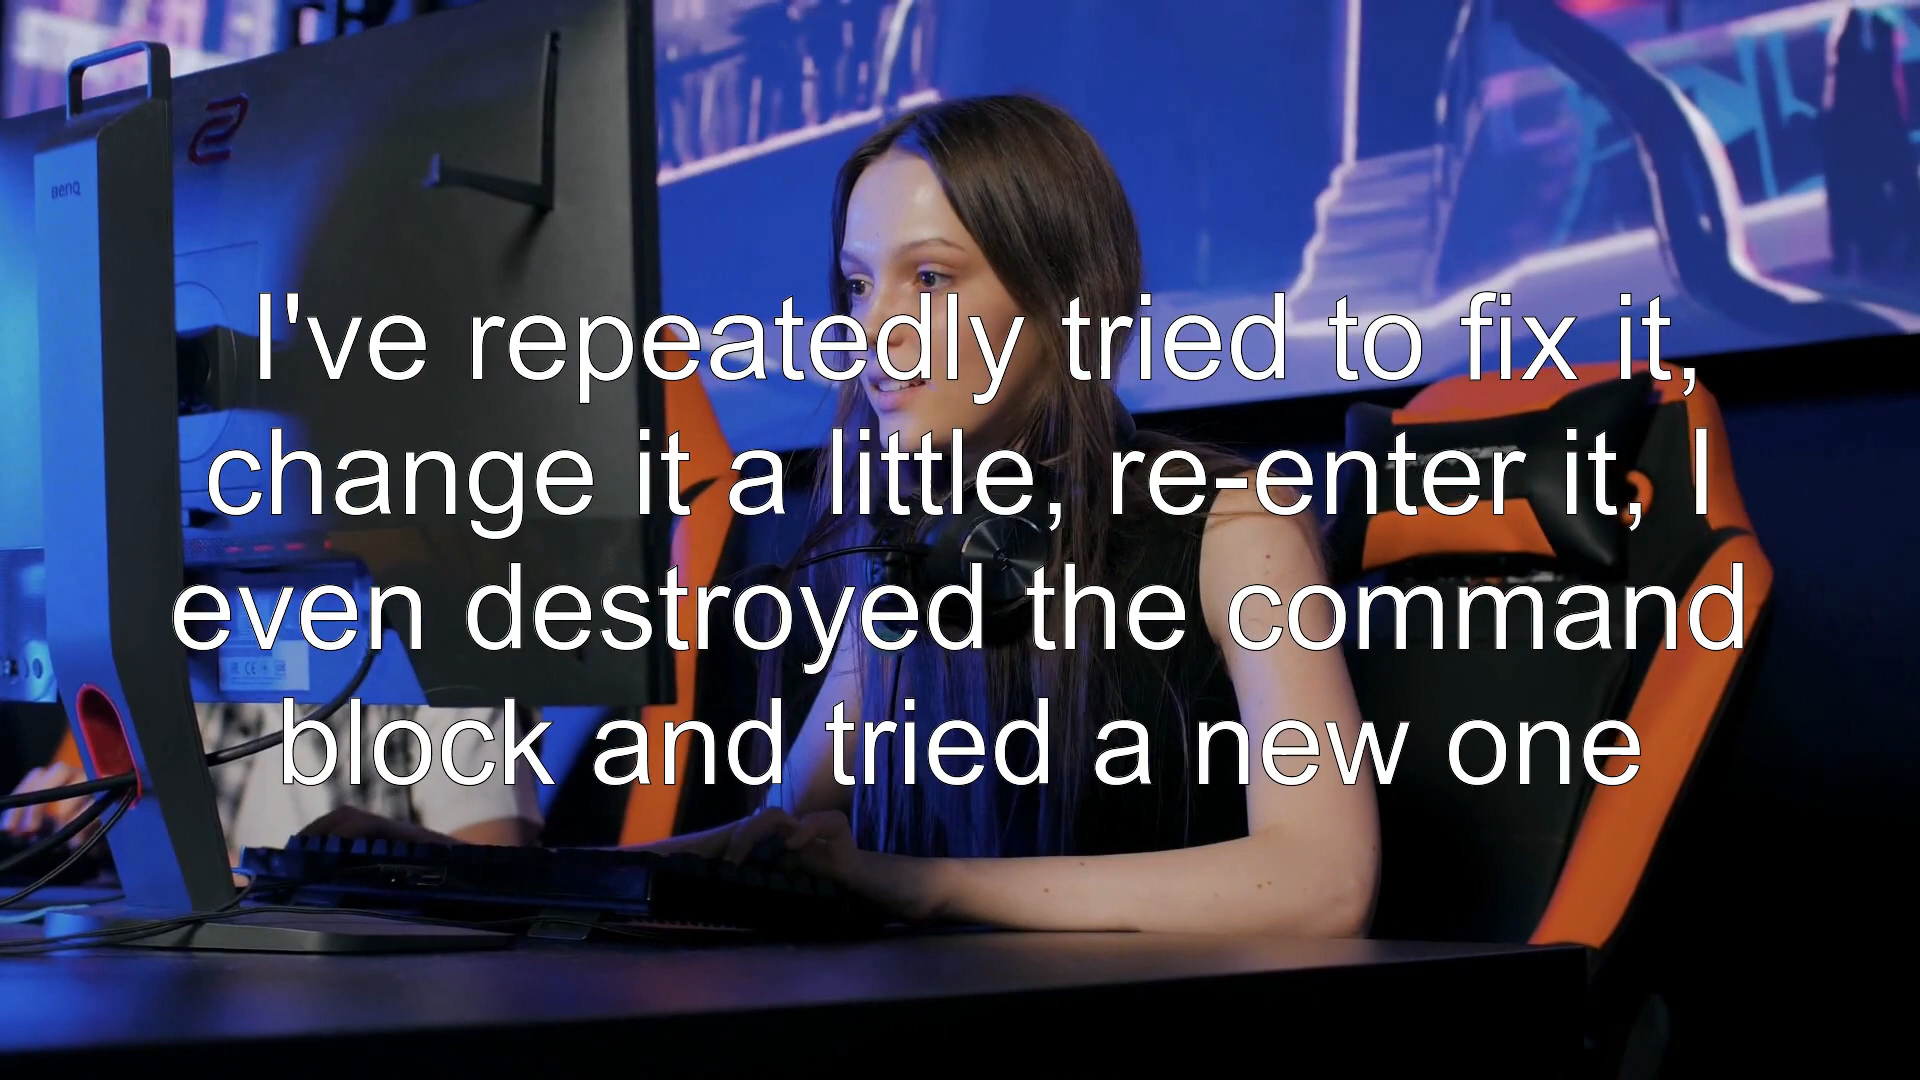 BenQ
I've repeatedly tried to fix it,
change it a little, re-enter it, I
even destroyed the command
block and tried a new one